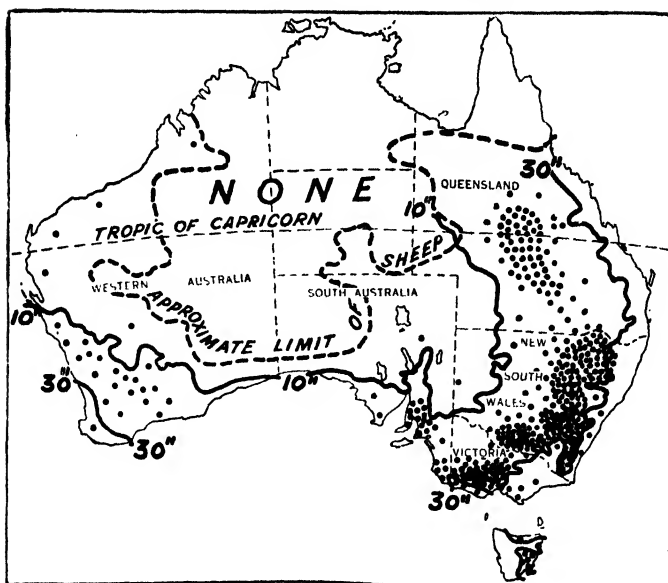 30"
QUEENSLAND
NONE
10"
TROPIC OF CAPRICORN
SHEEP
WESTERN AUSTRALIA
SOUTH AUSTRALIA
OF
10"
APPROXIMATE LIMIT
NEW
SOUTH
WALES
30"
10"
30"
VICTORIA
30"